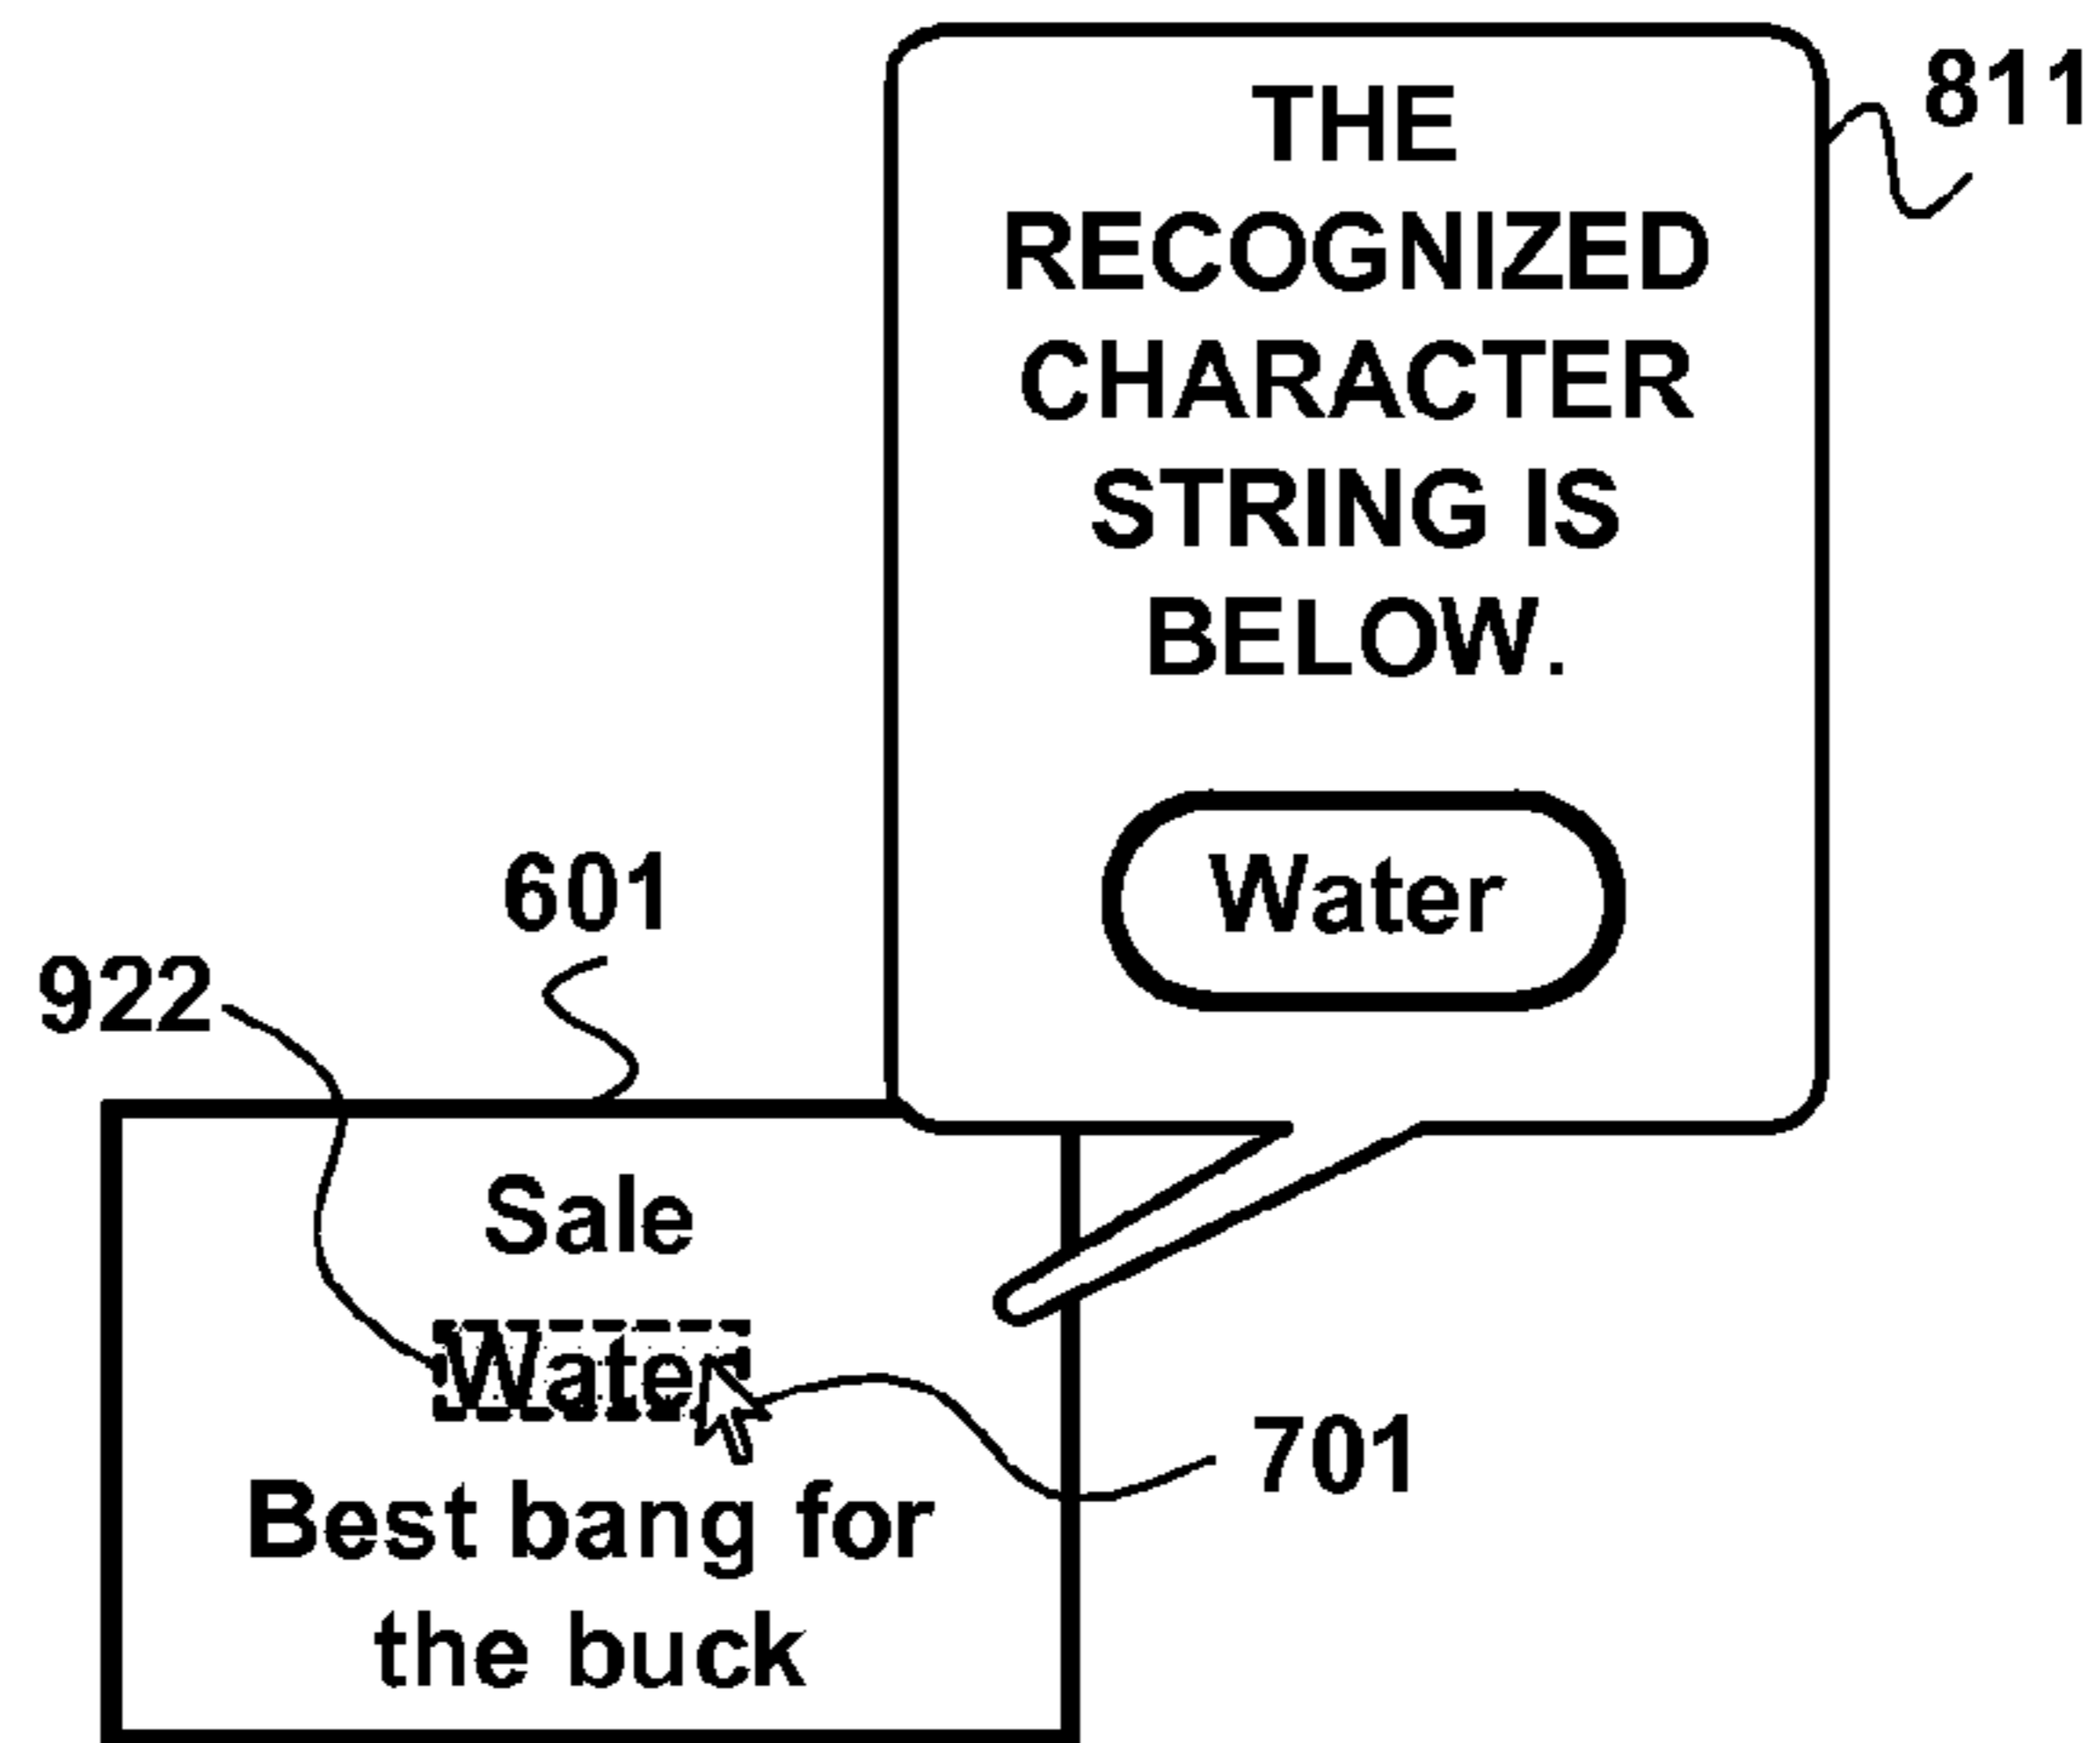 811
THE
RECOGNIZED
CHARACTER
STRING IS
BELOW.
Water
601
922
Sale
Water
701
Best bang for
the buck